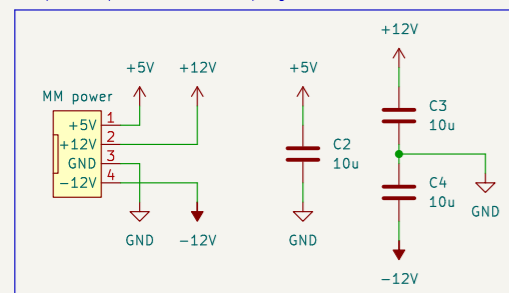 +5V
+12V
MM power
+5V
1
+12V
2
GND
3
-12V
4
GND
-12V
+5V
C2
10u
GND
+12V
C3
10u
C4
10u
GND
-12V